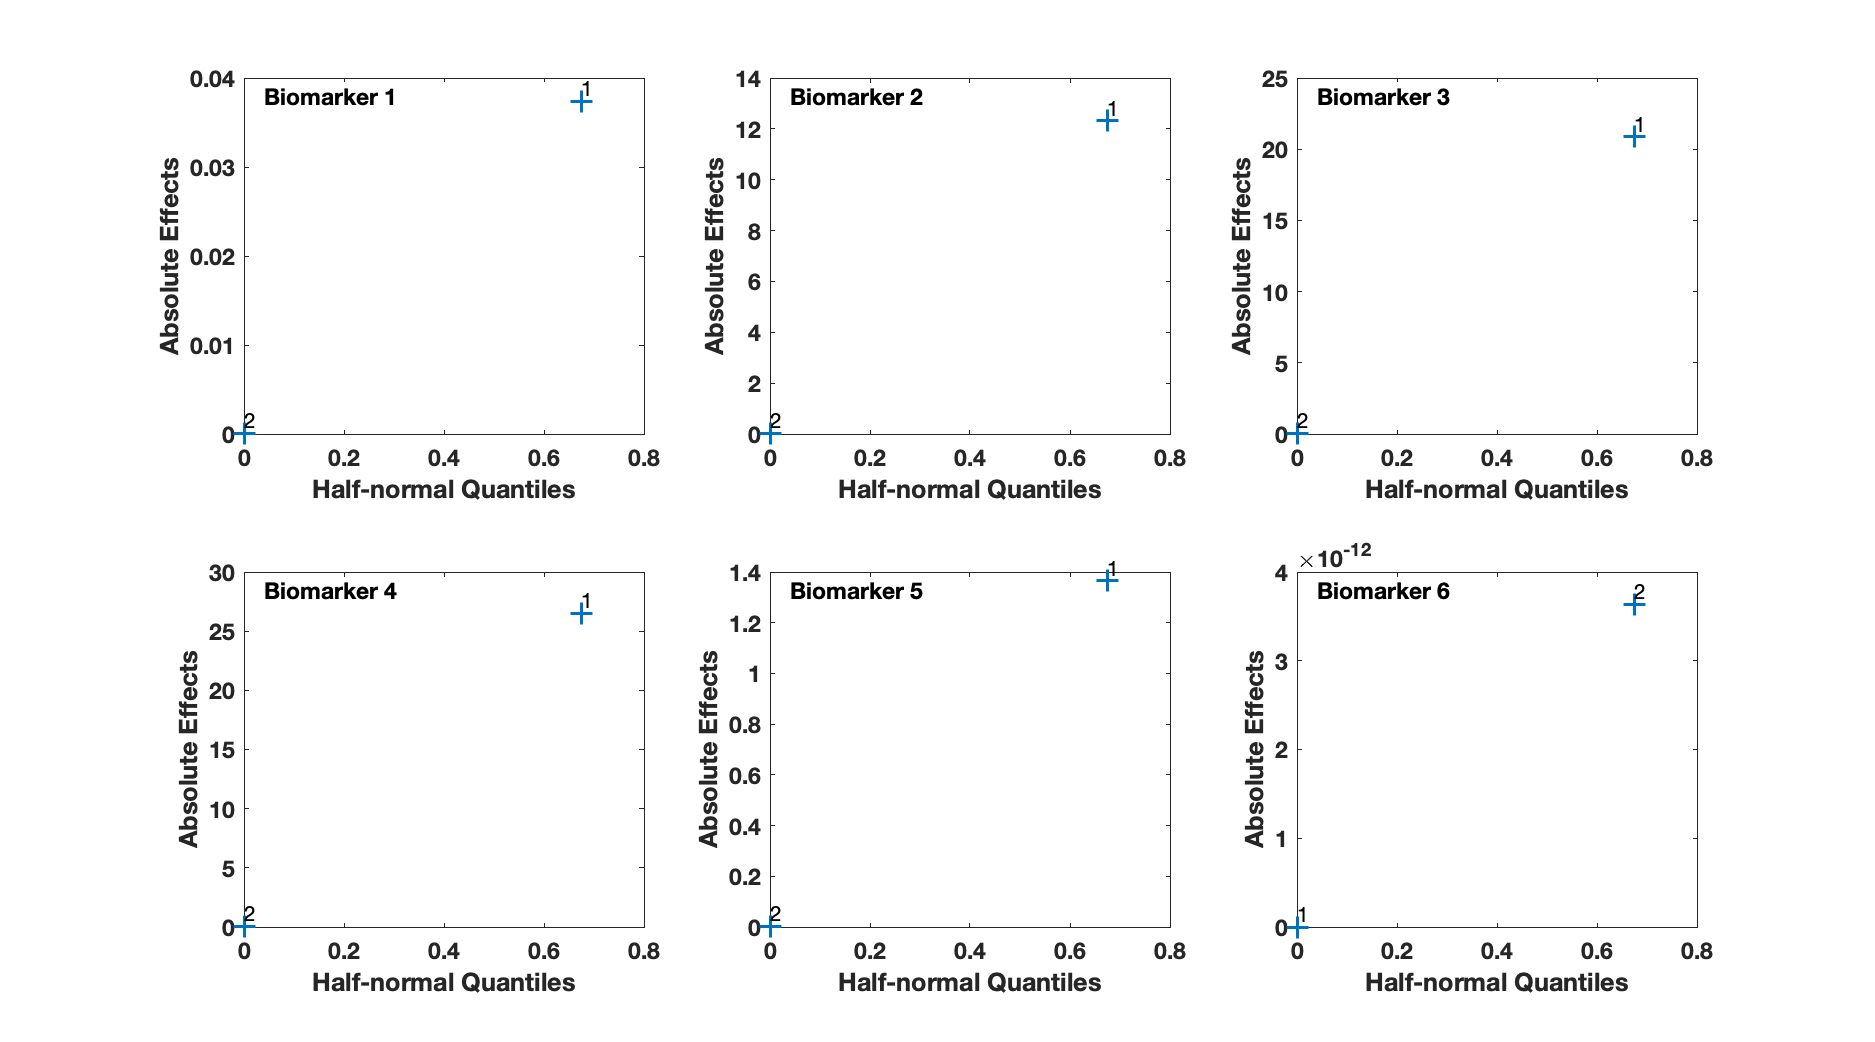 Biomarker 1
Absolute Effects
0.04
0.03
0.02
0.01
0
1
2
0 0.2 0.4 0.6 0.8
Half-normal Quantiles
Biomarker 2
Absolute Effects
14
12
10
8
6
4
2
0
1
2
0 0.2 0.4 0.6 0.8
Half-normal Quantiles
Biomarker 3
Absolute Effects
25
20
15
10
5
0
1
2
0 0.2 0.4 0.6 0.8
Half-normal Quantiles
Biomarker 4
Absolute Effects
30
25
20
15
10
5
0
1
2
0 0.2 0.4 0.6 0.8
Half-normal Quantiles
Biomarker 5
Absolute Effects
1.4
1.2
1
0.8
0.6
0.4
0.2
0
1
2
0 0.2 0.4 0.6 0.8
Half-normal Quantiles
×10⁻¹²
Biomarker 6
Absolute Effects
4
3
2
1
0
2
1
0 0.2 0.4 0.6 0.8
Half-normal Quantiles